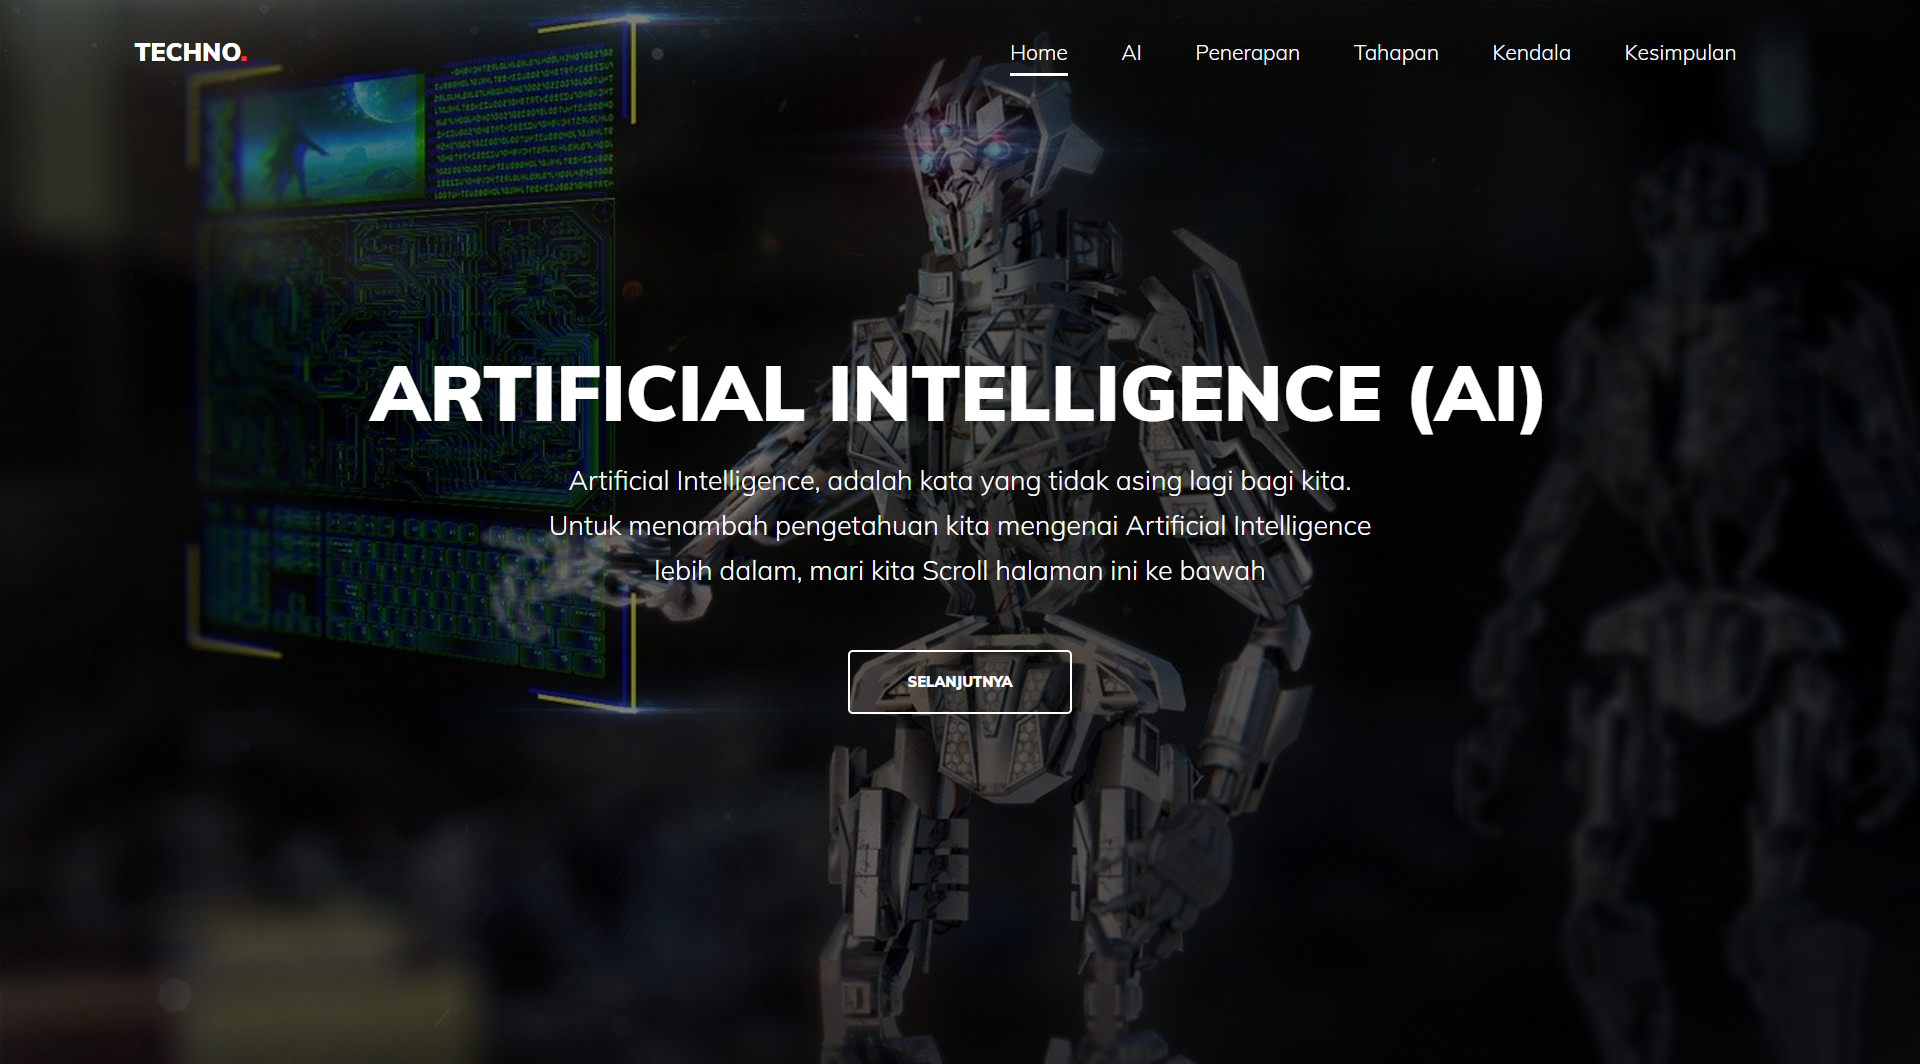 TECHNO.
Home AI Penerapan Tahapan Kendala Kesimpulan
ARTIFICIAL INTELLIGENCE (AI)
Artificial Intelligence, adalah kata yang tidak asing lagi bagi kita.
Untuk menambah pengetahuan kita mengenai Artificial Intelligence
lebih dalam, mari kita Scroll halaman ini ke bawah
SELANJUTNYA